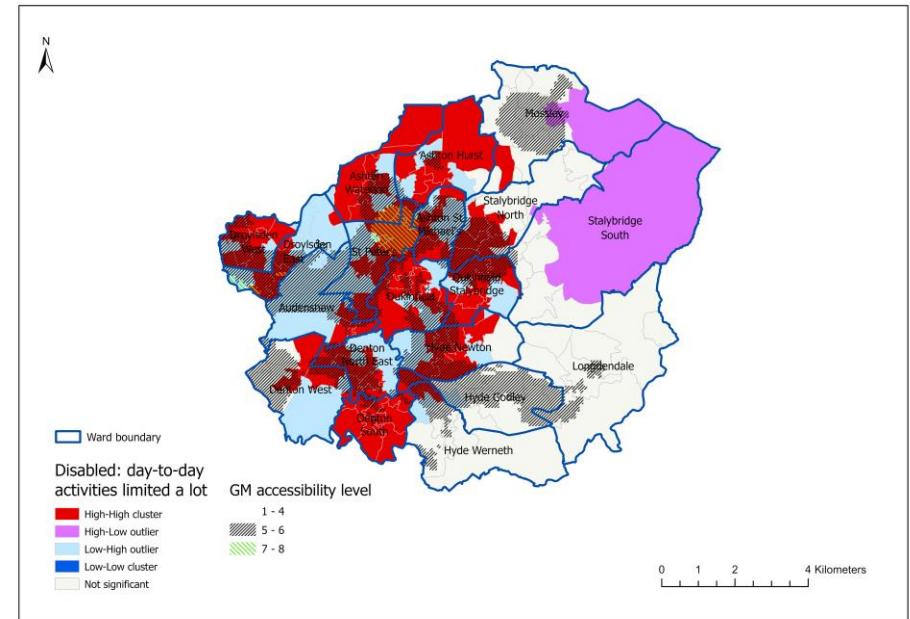 N
Mossley
Ashton Hurst
Ashton
Waterloo
Stalybridge
North
Ashton St
Michael's
Stalybridge
South
Droylsden
West
Droylsden
East
St Peter's
Dukinfield
Dukinfield
Stalybridge
Audenshaw
Denton
North East
Hyde Newton
Longdendale
Denton West
Hyde Godley
Denton
South
Hyde Werneth
Ward boundary
Disabled: day-to-day
activities limited a lot
High-High cluster
High-Low outlier
Low-High outlier
Low-Low cluster
Not significant
GM accessibility level
1 - 4
5 - 6
7 - 8
0 1 2 4 Kilometers